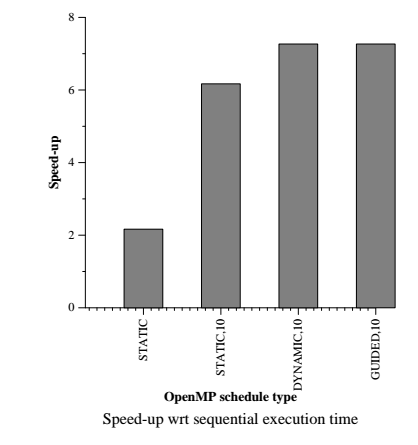 8
6
4
2
0
Speed-up
STATIC
STATIC,10
DYNAMIC,10
GUIDED,10
OpenMP schedule type
Speed-up wrt sequential execution time